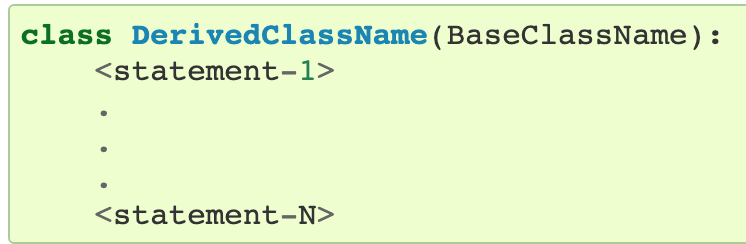 class DerivedClassName(BaseClassName):
    <statement-1>
    .
    .
    .
    <statement-N>